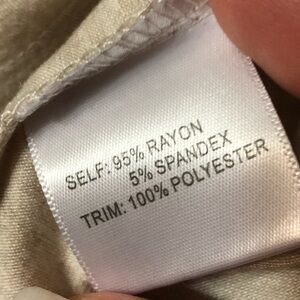 SELF: 95% RAYON
5% SPANDEX
TRIM: 100% POLYESTER